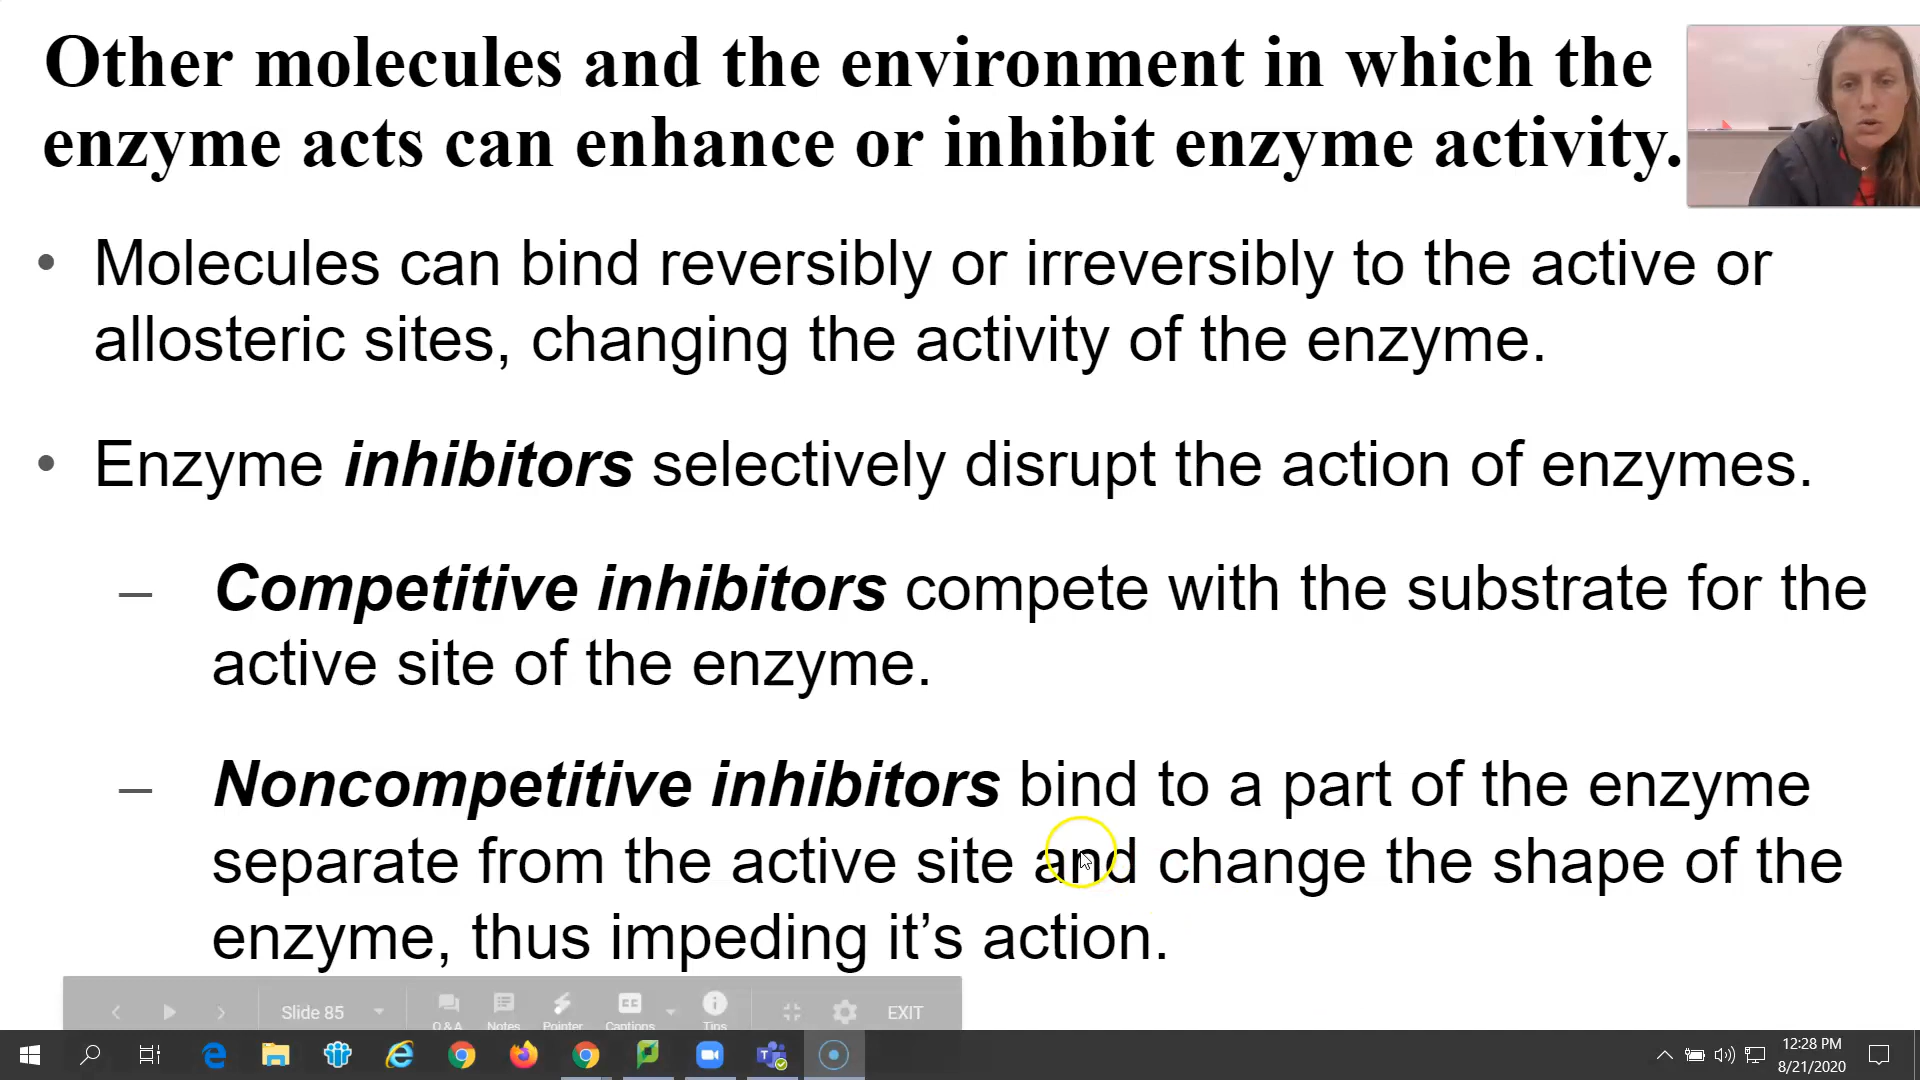 Other molecules and the environment in which the
enzyme acts can enhance or inhibit enzyme activity.
• Molecules can bind reversibly or irreversibly to the active or
allosteric sites, changing the activity of the enzyme.
• Enzyme inhibitors selectively disrupt the action of enzymes.
– Competitive inhibitors compete with the substrate for the
active site of the enzyme.
– Noncompetitive inhibitors bind to a part of the enzyme
separate from the active site and change the shape of the
enzyme, thus impeding it’s action.
Slide 85 Q&A Notes Pointer CC Captions Tips EXIT
12:28 PM
8/21/2020